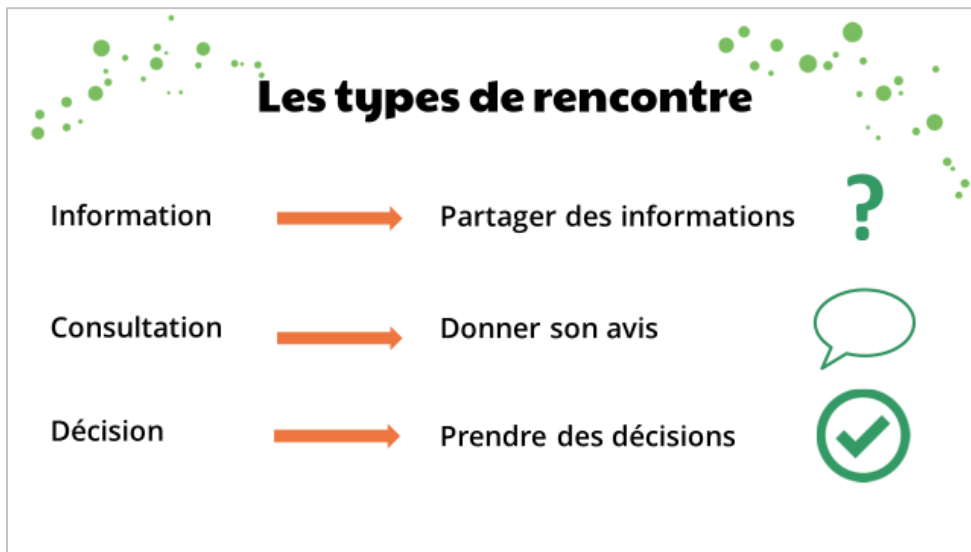 Les types de rencontre
Information
Partager des informations
?
Consultation
Donner son avis
Décision
Prendre des décisions